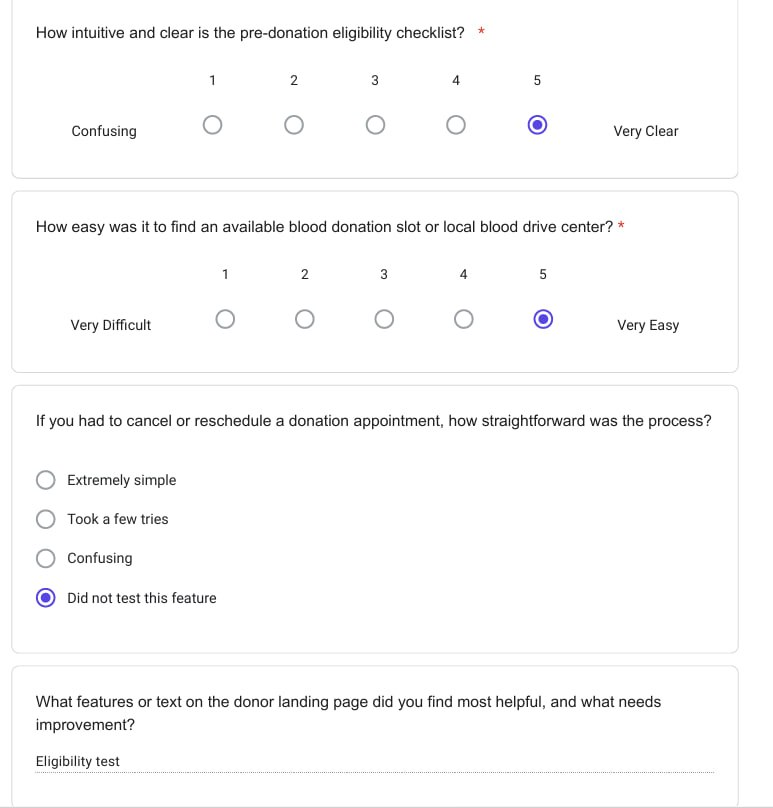 How intuitive and clear is the pre-donation eligibility checklist? *
1 2 3 4 5
Confusing Very Clear
How easy was it to find an available blood donation slot or local blood drive center? *
1 2 3 4 5
Very Difficult Very Easy
If you had to cancel or reschedule a donation appointment, how straightforward was the process?
Extremely simple
Took a few tries
Confusing
Did not test this feature
What features or text on the donor landing page did you find most helpful, and what needs
improvement?
Eligibility test